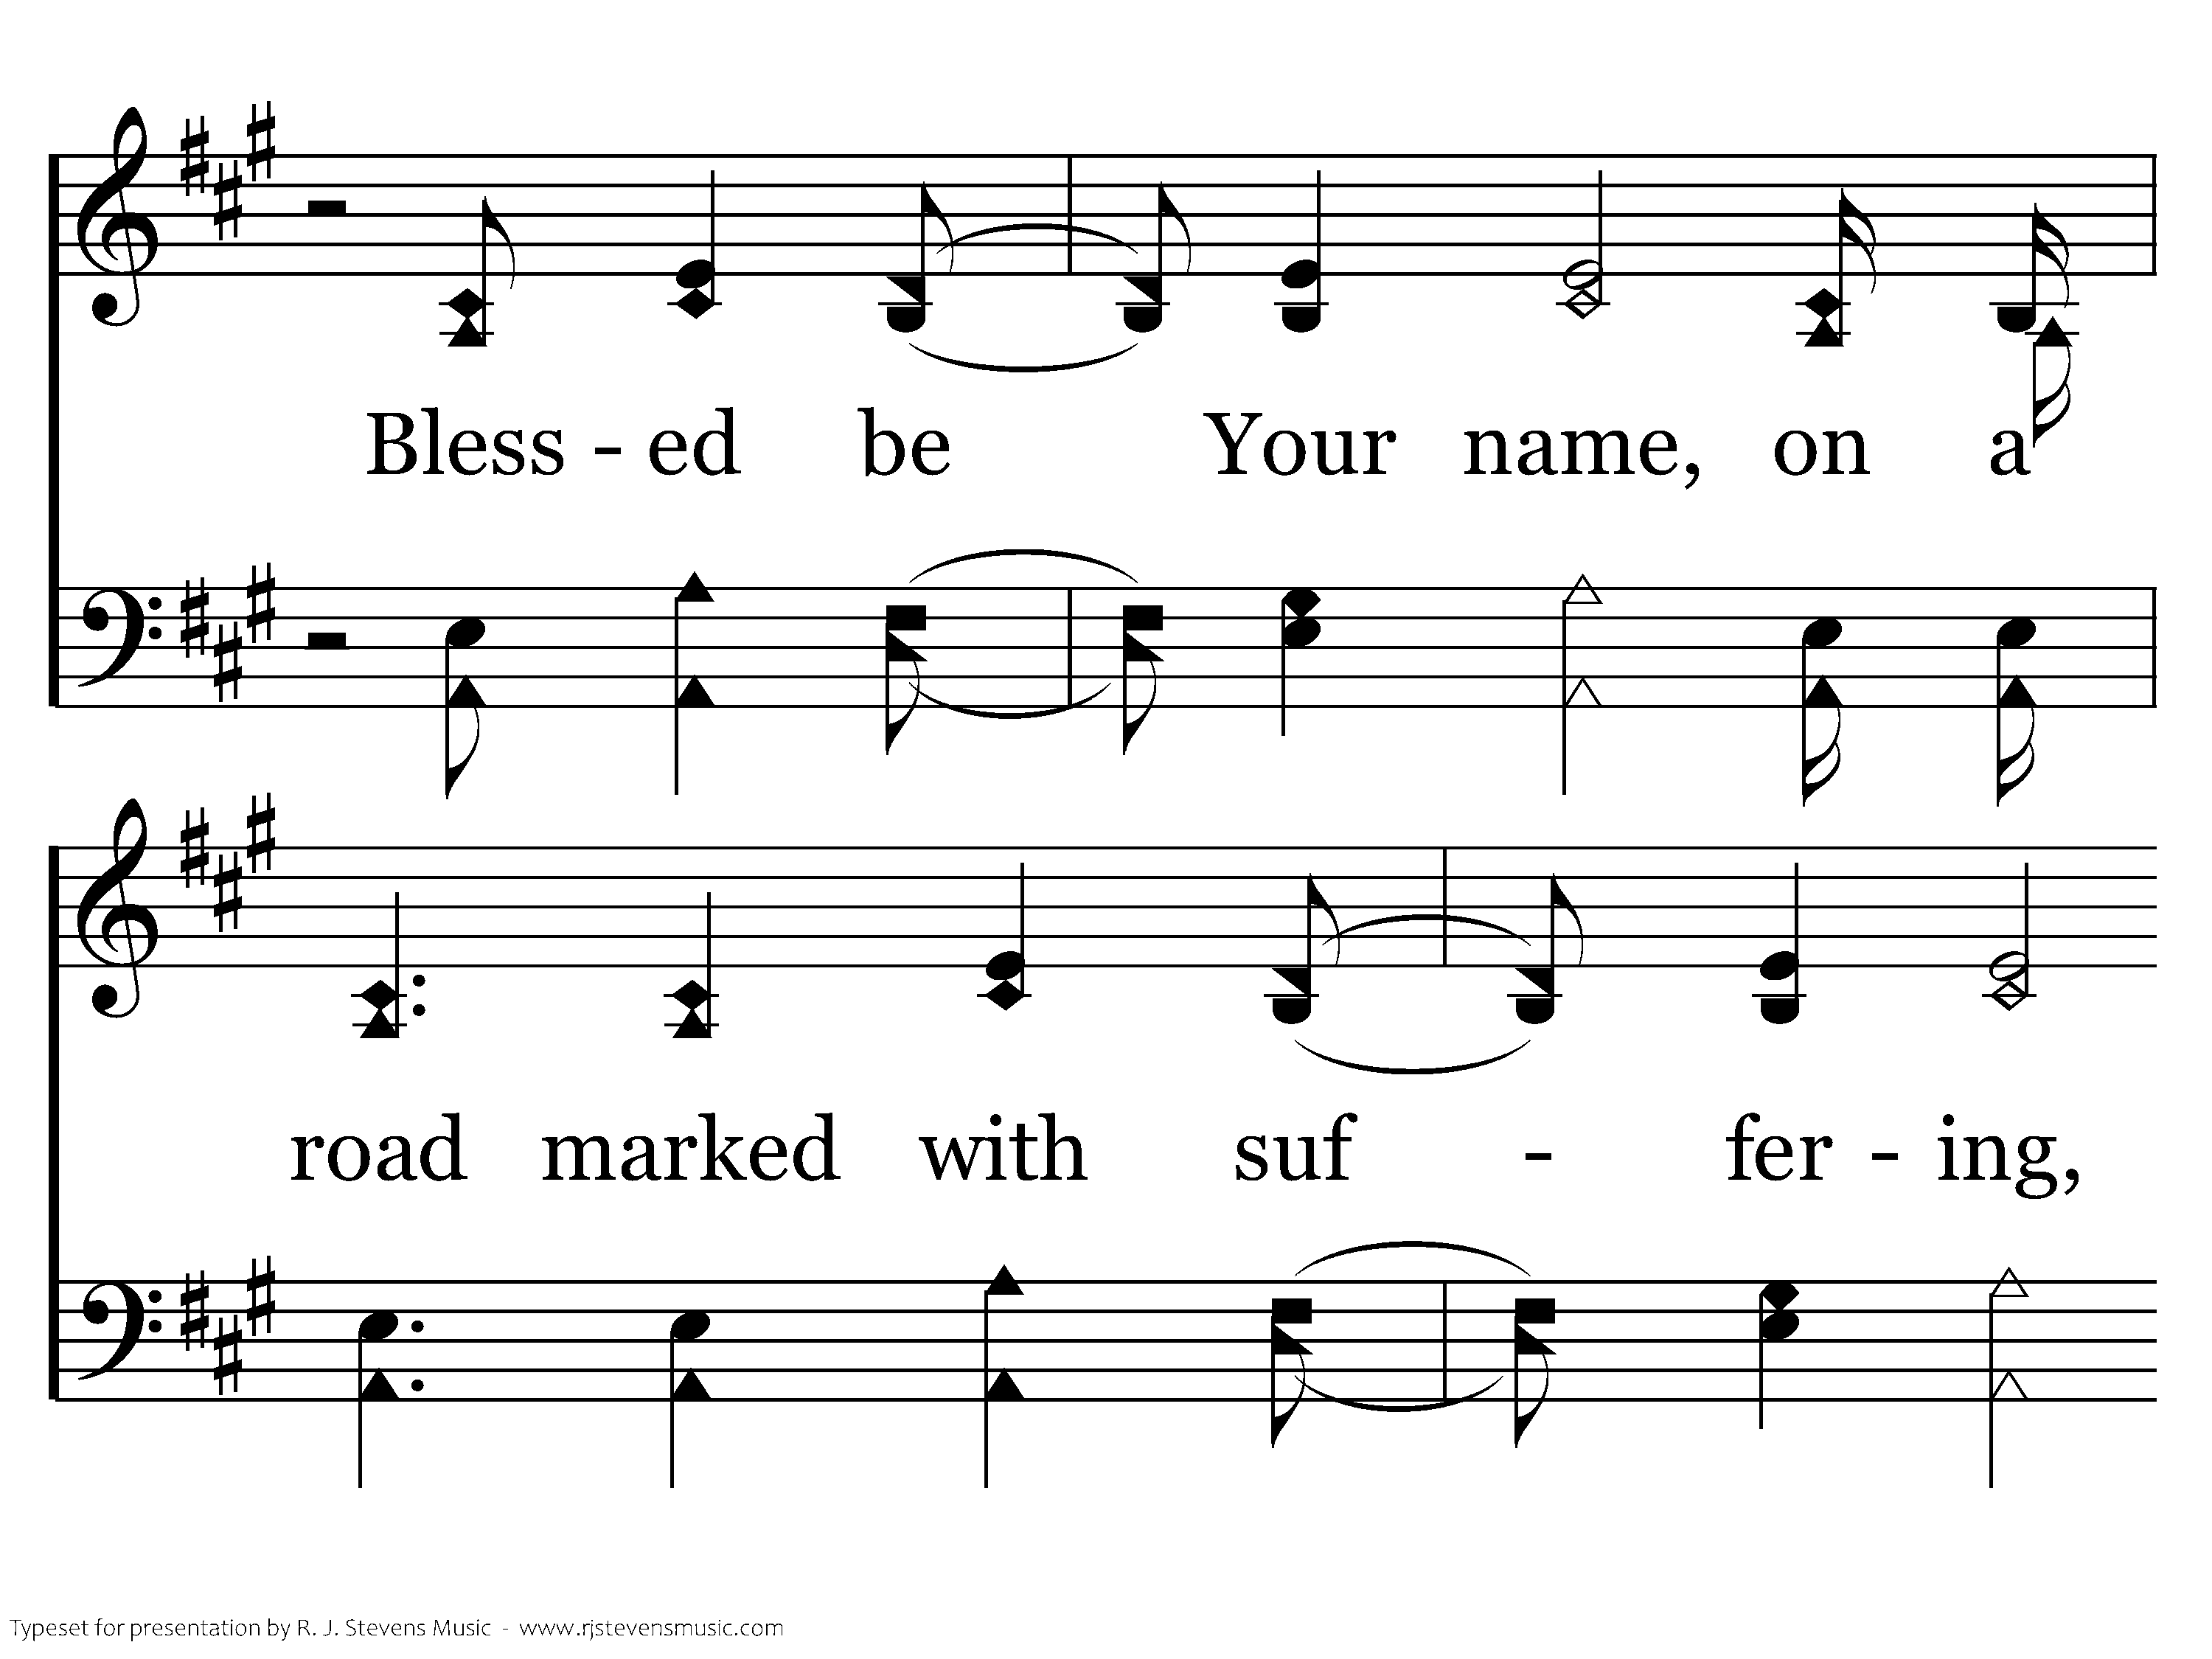 Bless - ed be Your name, on a
road marked with suf - fer - ing,
Typeset for presentation by R. J. Stevens Music - www.rjstevensmusic.com